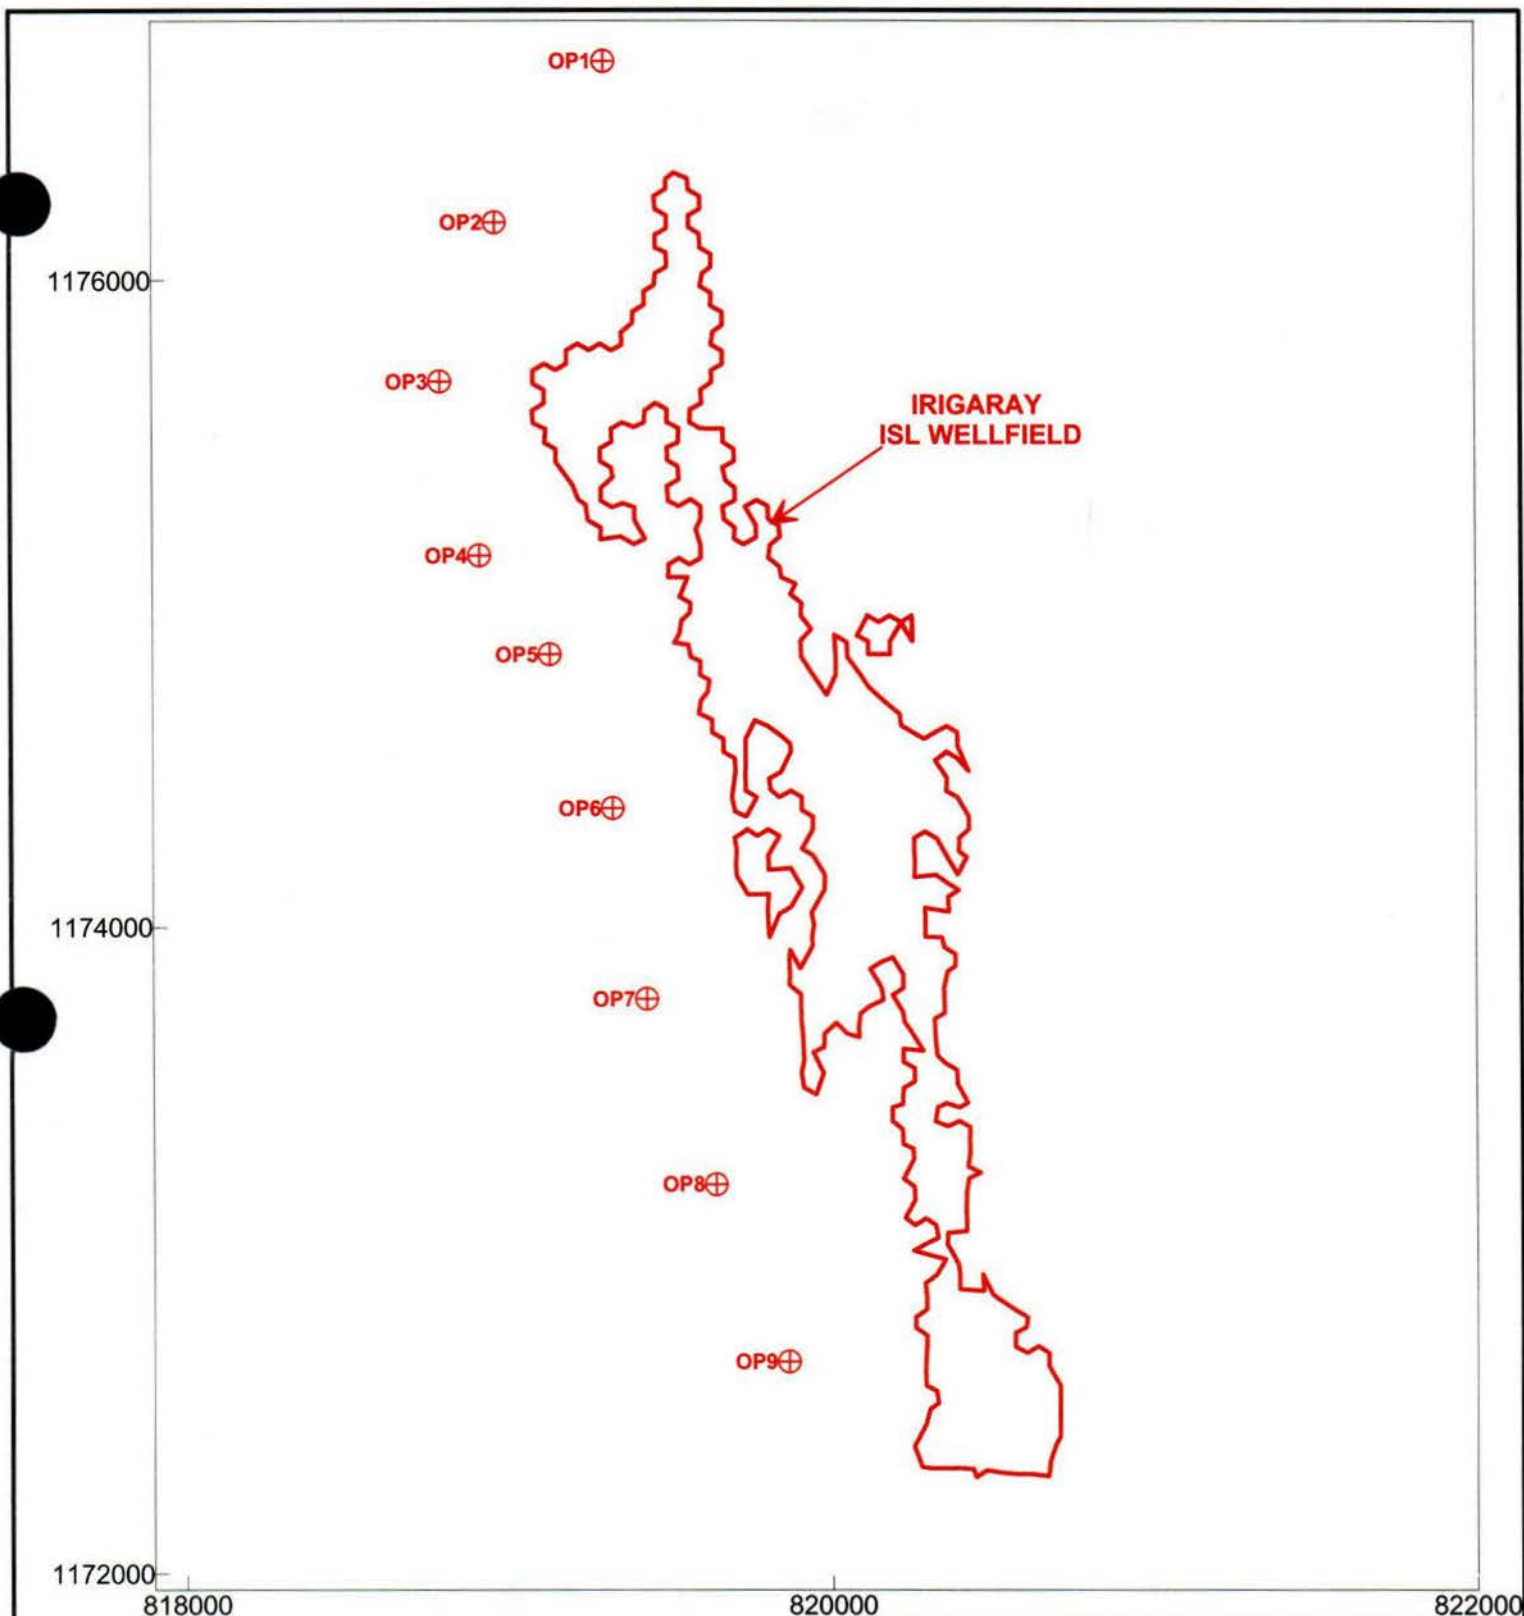 OP1
OP2
1176000
OP3
IRIGARAY
ISL WELLFIELD
OP4
OP5
OP6
1174000
OP7
OP8
OP9
1172000
818000
820000
822000